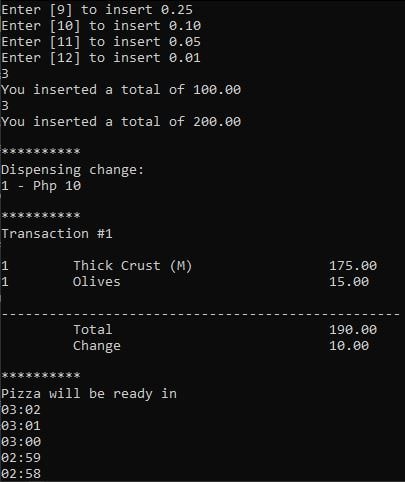 Enter [9] to insert 0.25
Enter [10] to insert 0.10
Enter [11] to insert 0.05
Enter [12] to insert 0.01
3
You inserted a total of 100.00
3
You inserted a total of 200.00
**********
Dispensing change:
1 - Php 10
**********
Transaction #1
1 Thick Crust (M) 175.00
1 Olives 15.00
--------------------------------------------------
Total 190.00
Change 10.00
**********
Pizza will be ready in
03:02
03:01
03:00
02:59
02:58